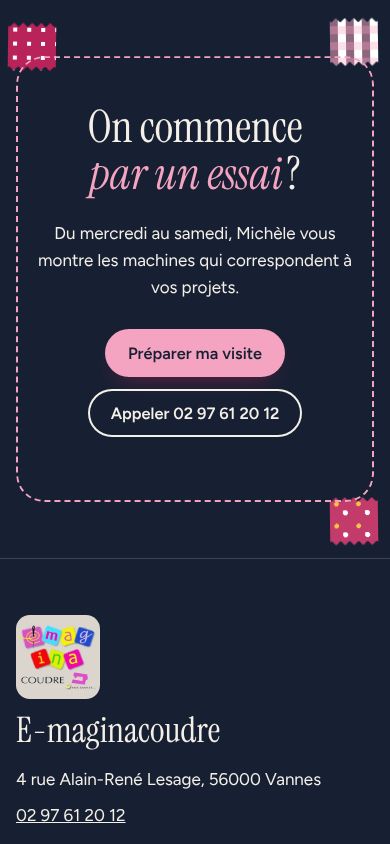 On commence
par un essai ?
Du mercredi au samedi, Michèle vous
montre les machines qui correspondent à
vos projets.
Préparer ma visite
Appeler 02 97 61 20 12
e mag
ina
COUDRE
E-maginacoudre
4 rue Alain-René Lesage, 56000 Vannes
02 97 61 20 12